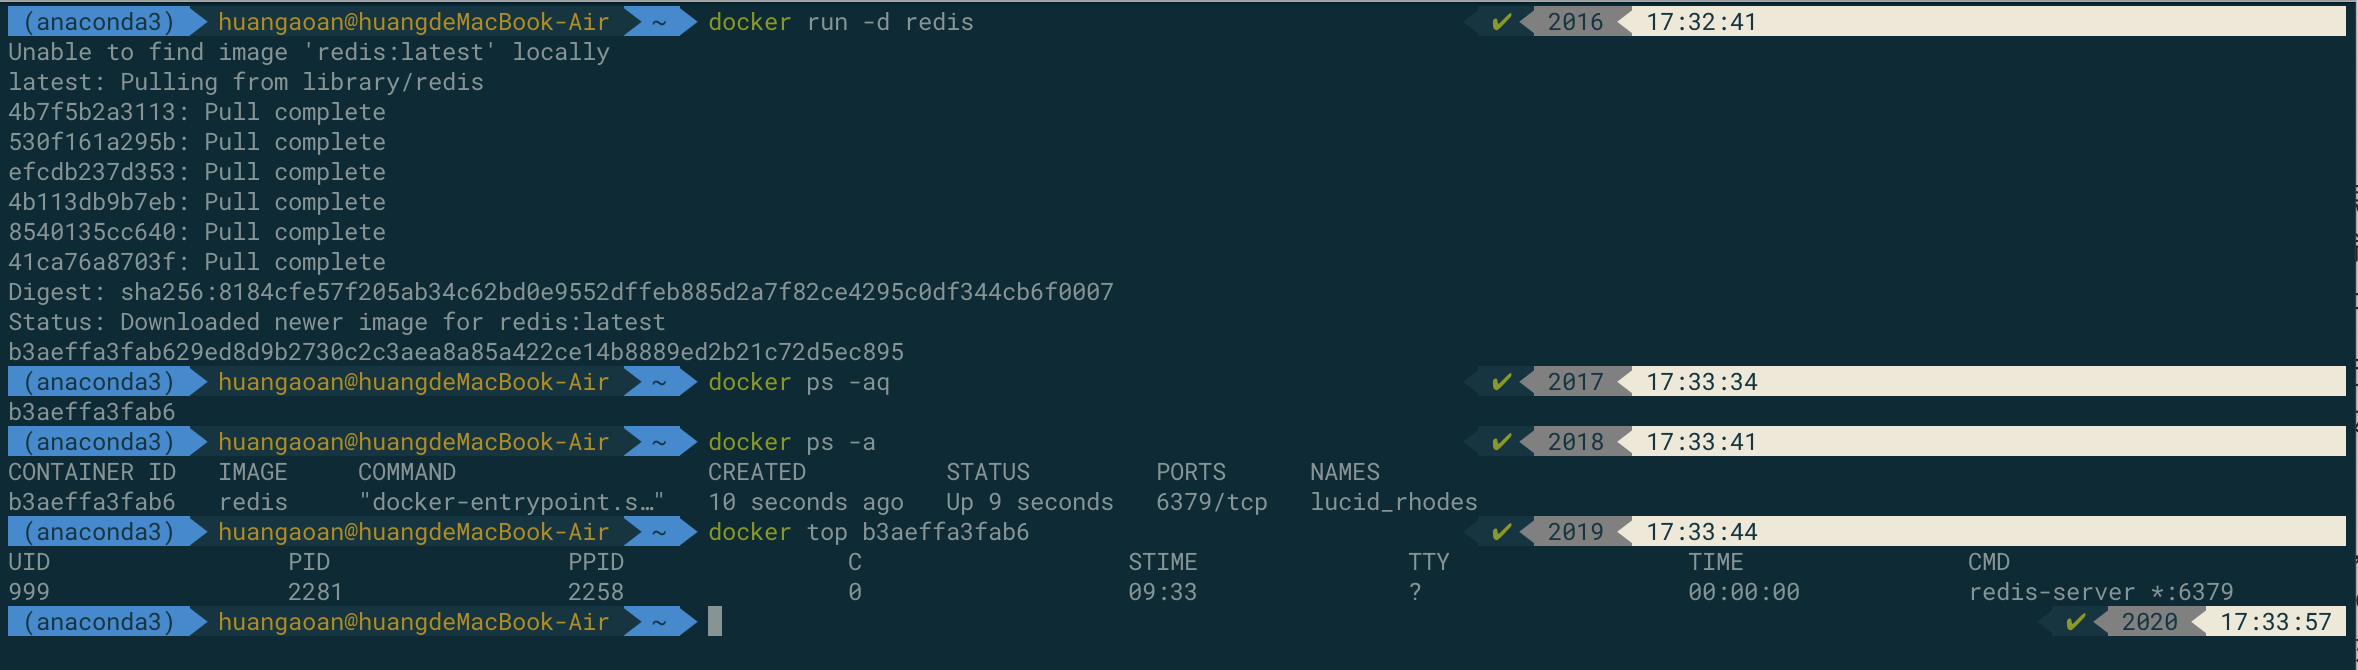 (anaconda3) huangaoan@huangdeMacBook-Air ~ docker run -d redis ✔ 2016 17:32:41
Unable to find image 'redis:latest' locally
latest: Pulling from library/redis
4b7f5b2a3113: Pull complete
530f161a295b: Pull complete
efcdb237d353: Pull complete
4b113db9b7eb: Pull complete
8540135cc640: Pull complete
41ca76a8703f: Pull complete
Digest: sha256:8184cfe57f205ab34c62bd0e9552dffeb885d2a7f82ce4295c0df344cb6f0007
Status: Downloaded newer image for redis:latest
b3aeffa3fab629ed8d9b2730c2c3aea8a85a422ce14b8889ed2b21c72d5ec895
(anaconda3) huangaoan@huangdeMacBook-Air ~ docker ps -aq ✔ 2017 17:33:34
b3aeffa3fab6
(anaconda3) huangaoan@huangdeMacBook-Air ~ docker ps -a ✔ 2018 17:33:41
CONTAINER ID IMAGE COMMAND CREATED STATUS PORTS NAMES
b3aeffa3fab6 redis "docker-entrypoint.s…" 10 seconds ago Up 9 seconds 6379/tcp lucid_rhodes
(anaconda3) huangaoan@huangdeMacBook-Air ~ docker top b3aeffa3fab6 ✔ 2019 17:33:44
UID PID PPID C STIME TTY TIME CMD
999 2281 2258 0 09:33 ? 00:00:00 redis-server *:6379
(anaconda3) huangaoan@huangdeMacBook-Air ~ ✔ 2020 17:33:57